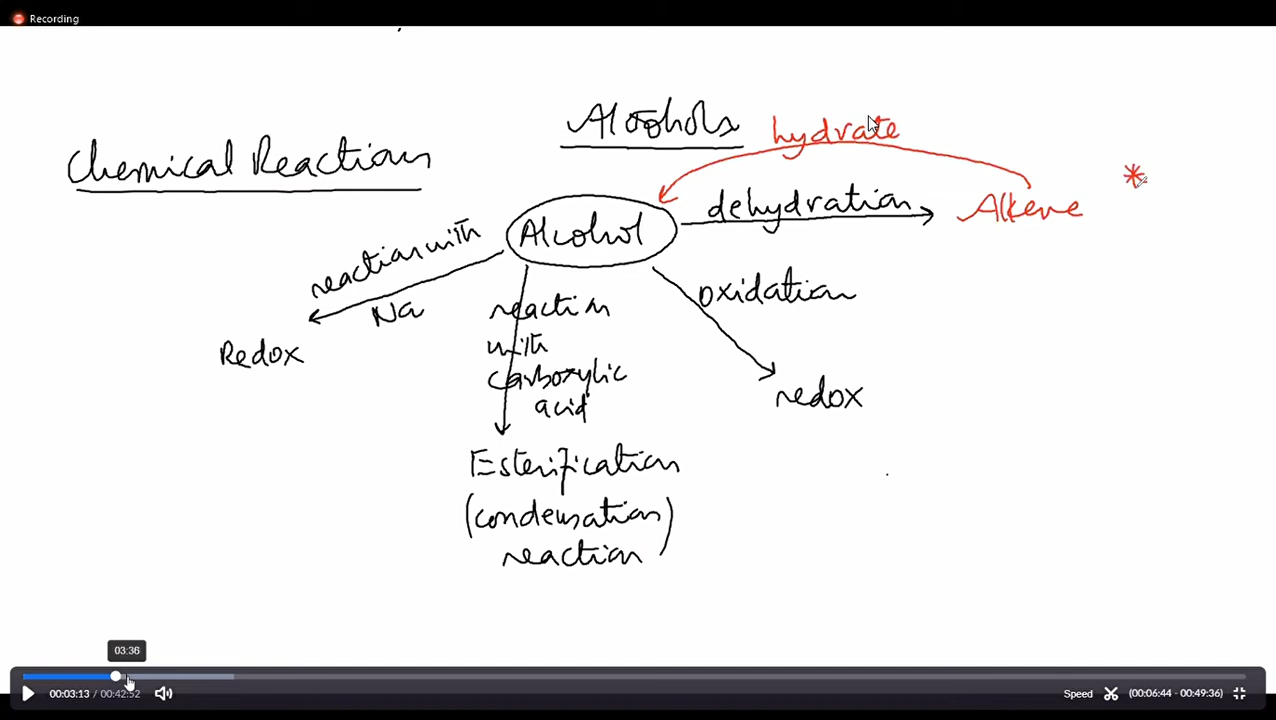 Recording
Alcohols
hydrate
Chemical Reactions
dehydration
Alkene
*
Alcohol
reaction with
Na
Redox
reaction
with
carboxylic
acid
oxidation
redox
Esterification
(condensation
reaction)
03:36
00:03:13 / 00:42:52
Speed
(00:06:44 - 00:49:36)